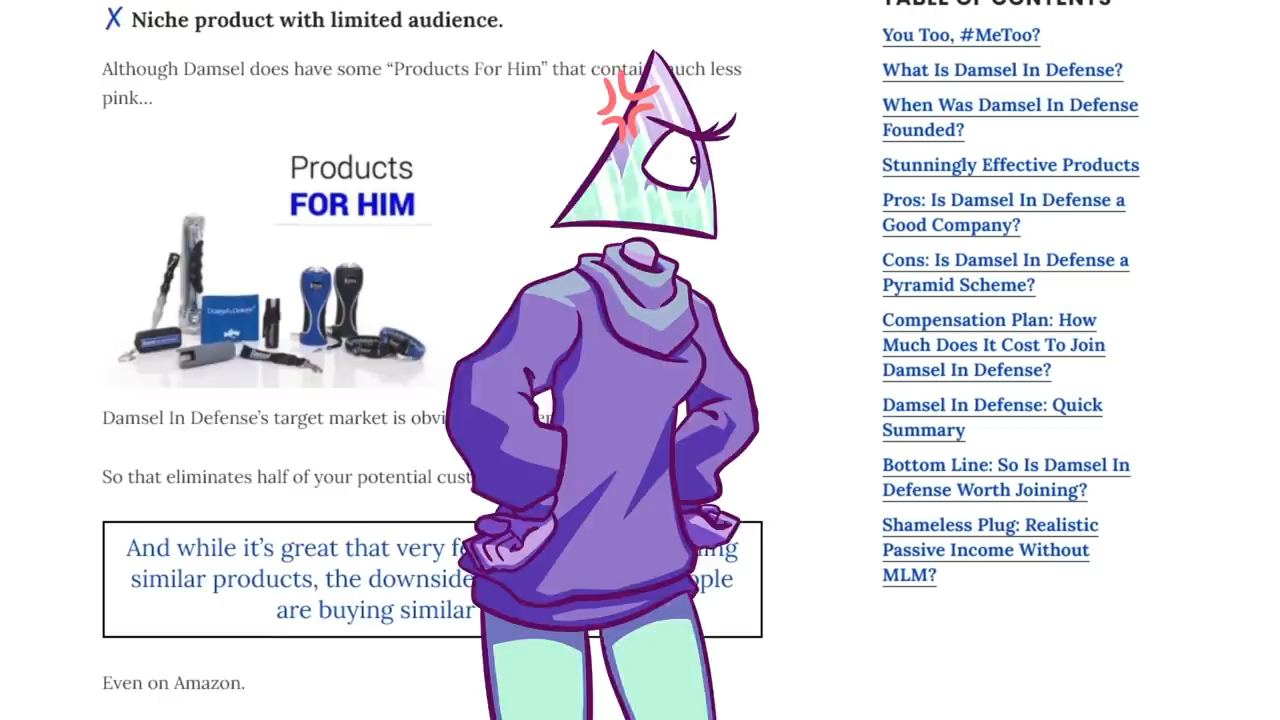 X Niche product with limited audience.
Although Damsel does have some “Products For Him” that contain much less
pink…
Products
FOR HIM
Damsel In Defense’s target market is obvi
So that eliminates half of your potential cust
And while it’s great that very f
similar products, the downside
are buying similar
Even on Amazon.
TABLE OF CONTENTS
You Too, #MeToo?
What Is Damsel In Defense?
When Was Damsel In Defense
Founded?
Stunningly Effective Products
Pros: Is Damsel In Defense a
Good Company?
Cons: Is Damsel In Defense a
Pyramid Scheme?
Compensation Plan: How
Much Does It Cost To Join
Damsel In Defense?
Damsel In Defense: Quick
Summary
Bottom Line: So Is Damsel In
Defense Worth Joining?
Shameless Plug: Realistic
Passive Income Without
MLM?